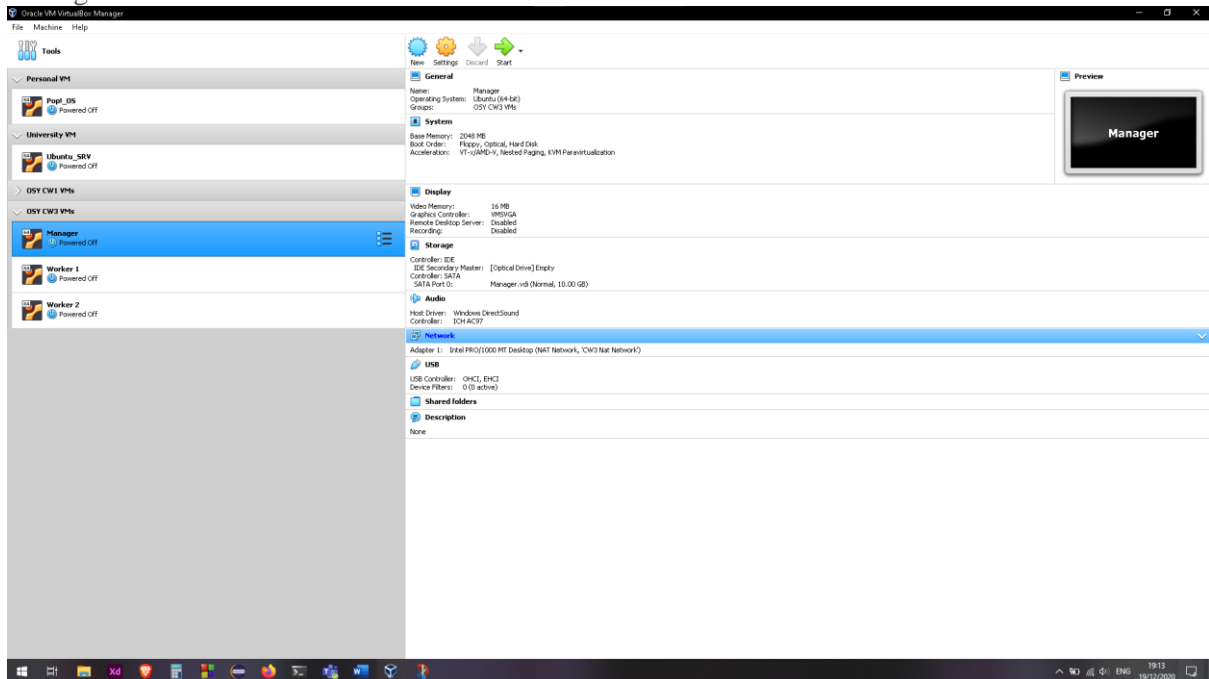 Oracle VM VirtualBox Manager
File Machine Help
Tools
New Settings Discard Start
Personal VM
Pop!_OS
Powered Off
University VM
Ubuntu_SRV
Powered Off
OSY CW1 VMs
OSY CW3 VMs
Manager
Powered Off
Worker 1
Powered Off
Worker 2
Powered Off
General
Name: Manager
Operating System: Ubuntu (64-bit)
Groups: OSY CW3 VMs
Preview
Manager
System
Base Memory: 2048 MB
Boot Order: Floppy, Optical, Hard Disk
Acceleration: VT-x/AMD-V, Nested Paging, KVM Paravirtualization
Display
Video Memory: 16 MB
Graphics Controller: VMSVGA
Remote Desktop Server: Disabled
Recording: Disabled
Storage
Controller: IDE
IDE Secondary Master: [Optical Drive] Empty
Controller: SATA
SATA Port 0: Manager.vdi (Normal, 10.00 GB)
Audio
Host Driver: Windows DirectSound
Controller: ICH AC97
Network
Adapter 1: Intel PRO/1000 MT Desktop (NAT Network, 'CW3 Nat Network')
USB
USB Controller: OHCI, EHCI
Device Filters: 0 (0 active)
Shared folders
Description
None
Xd
ENG
19:13
19/12/2020